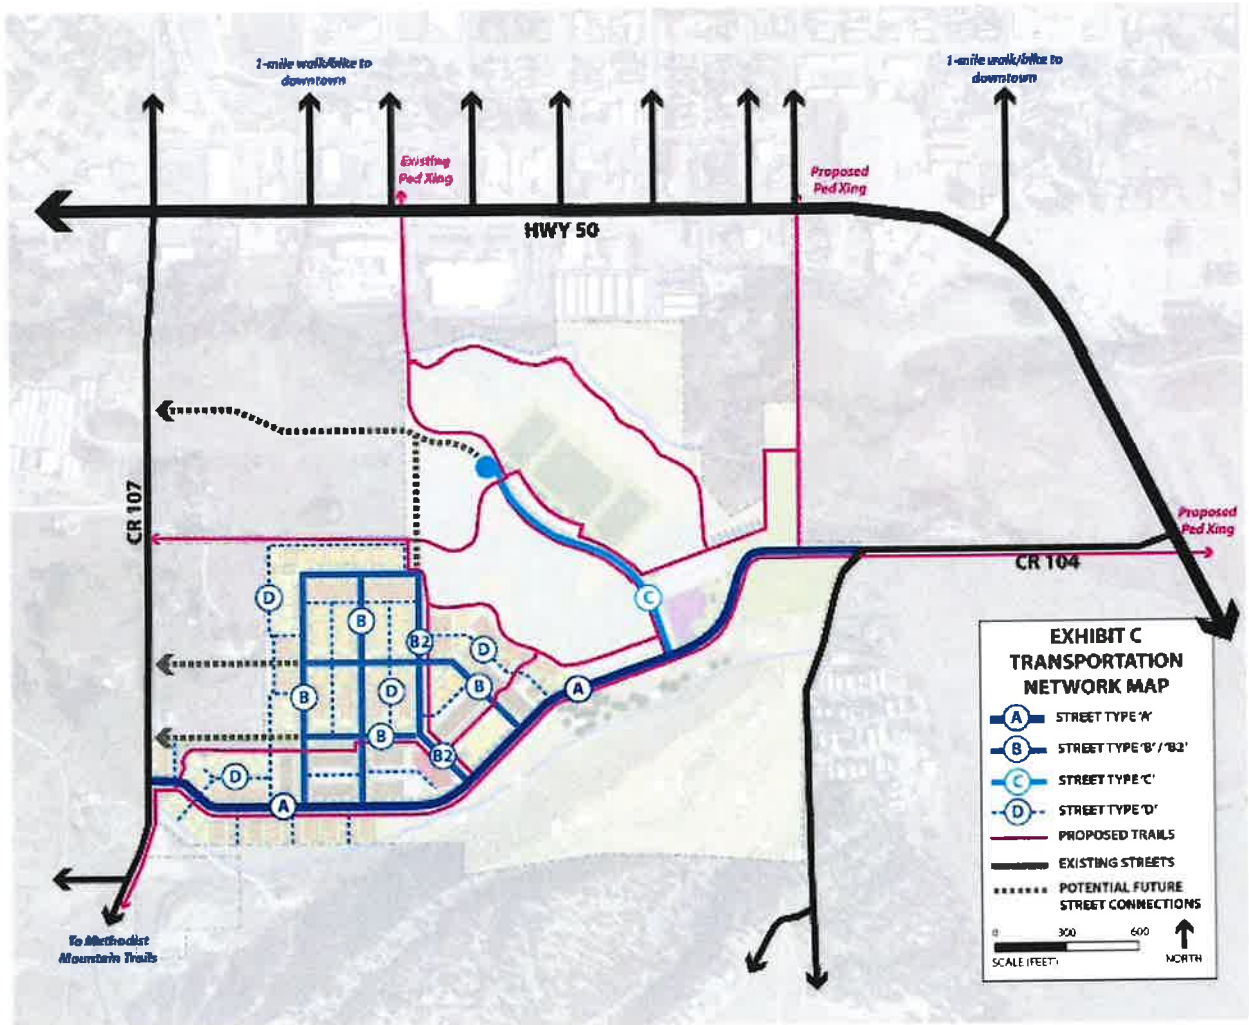 1-mile walk/bike to
downtown
1-mile walk/bike to
downtown
Existing
Ped Xing
Proposed
Ped Xing
HWY 50
CR 107
Proposed
Ped Xing
CR 104
D
B
B2
C
D
B
D
B
A
B
B2
D
A
To Methodist
Mountain Trails
EXHIBIT C
TRANSPORTATION
NETWORK MAP
A STREET TYPE 'A'
B STREET TYPE 'B' / 'B2'
C STREET TYPE 'C'
D STREET TYPE 'D'
PROPOSED TRAILS
EXISTING STREETS
POTENTIAL FUTURE
STREET CONNECTIONS
0 300 600
SCALE (FEET)
NORTH